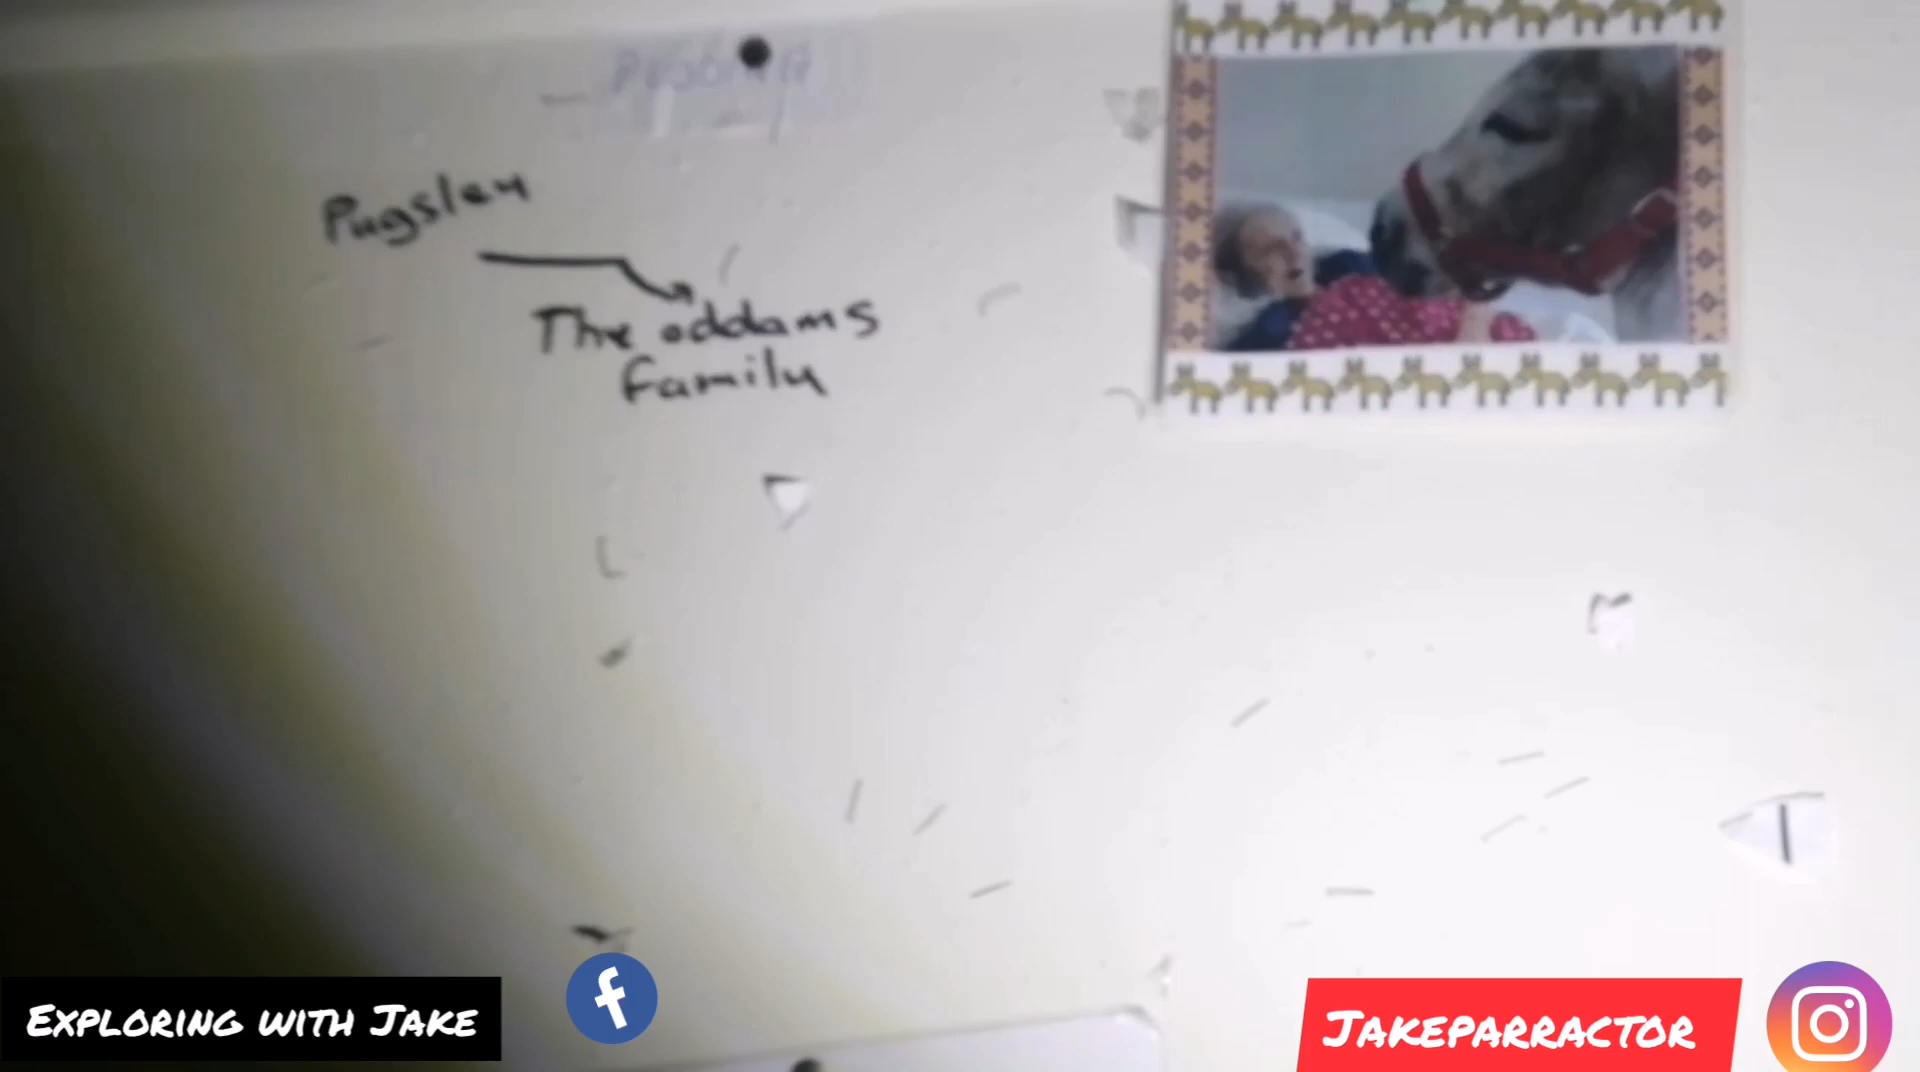 Pugsley
The addams
family
EXPLORING WITH JAKE
JAKEPARRACTOR